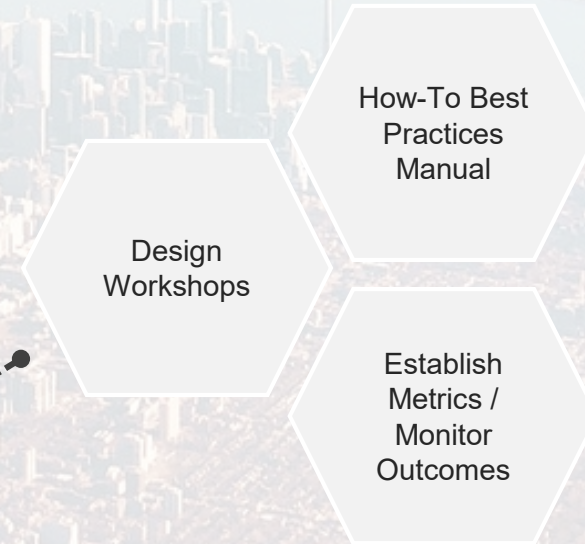 Design
Workshops
How-To Best
Practices
Manual
Establish
Metrics /
Monitor
Outcomes